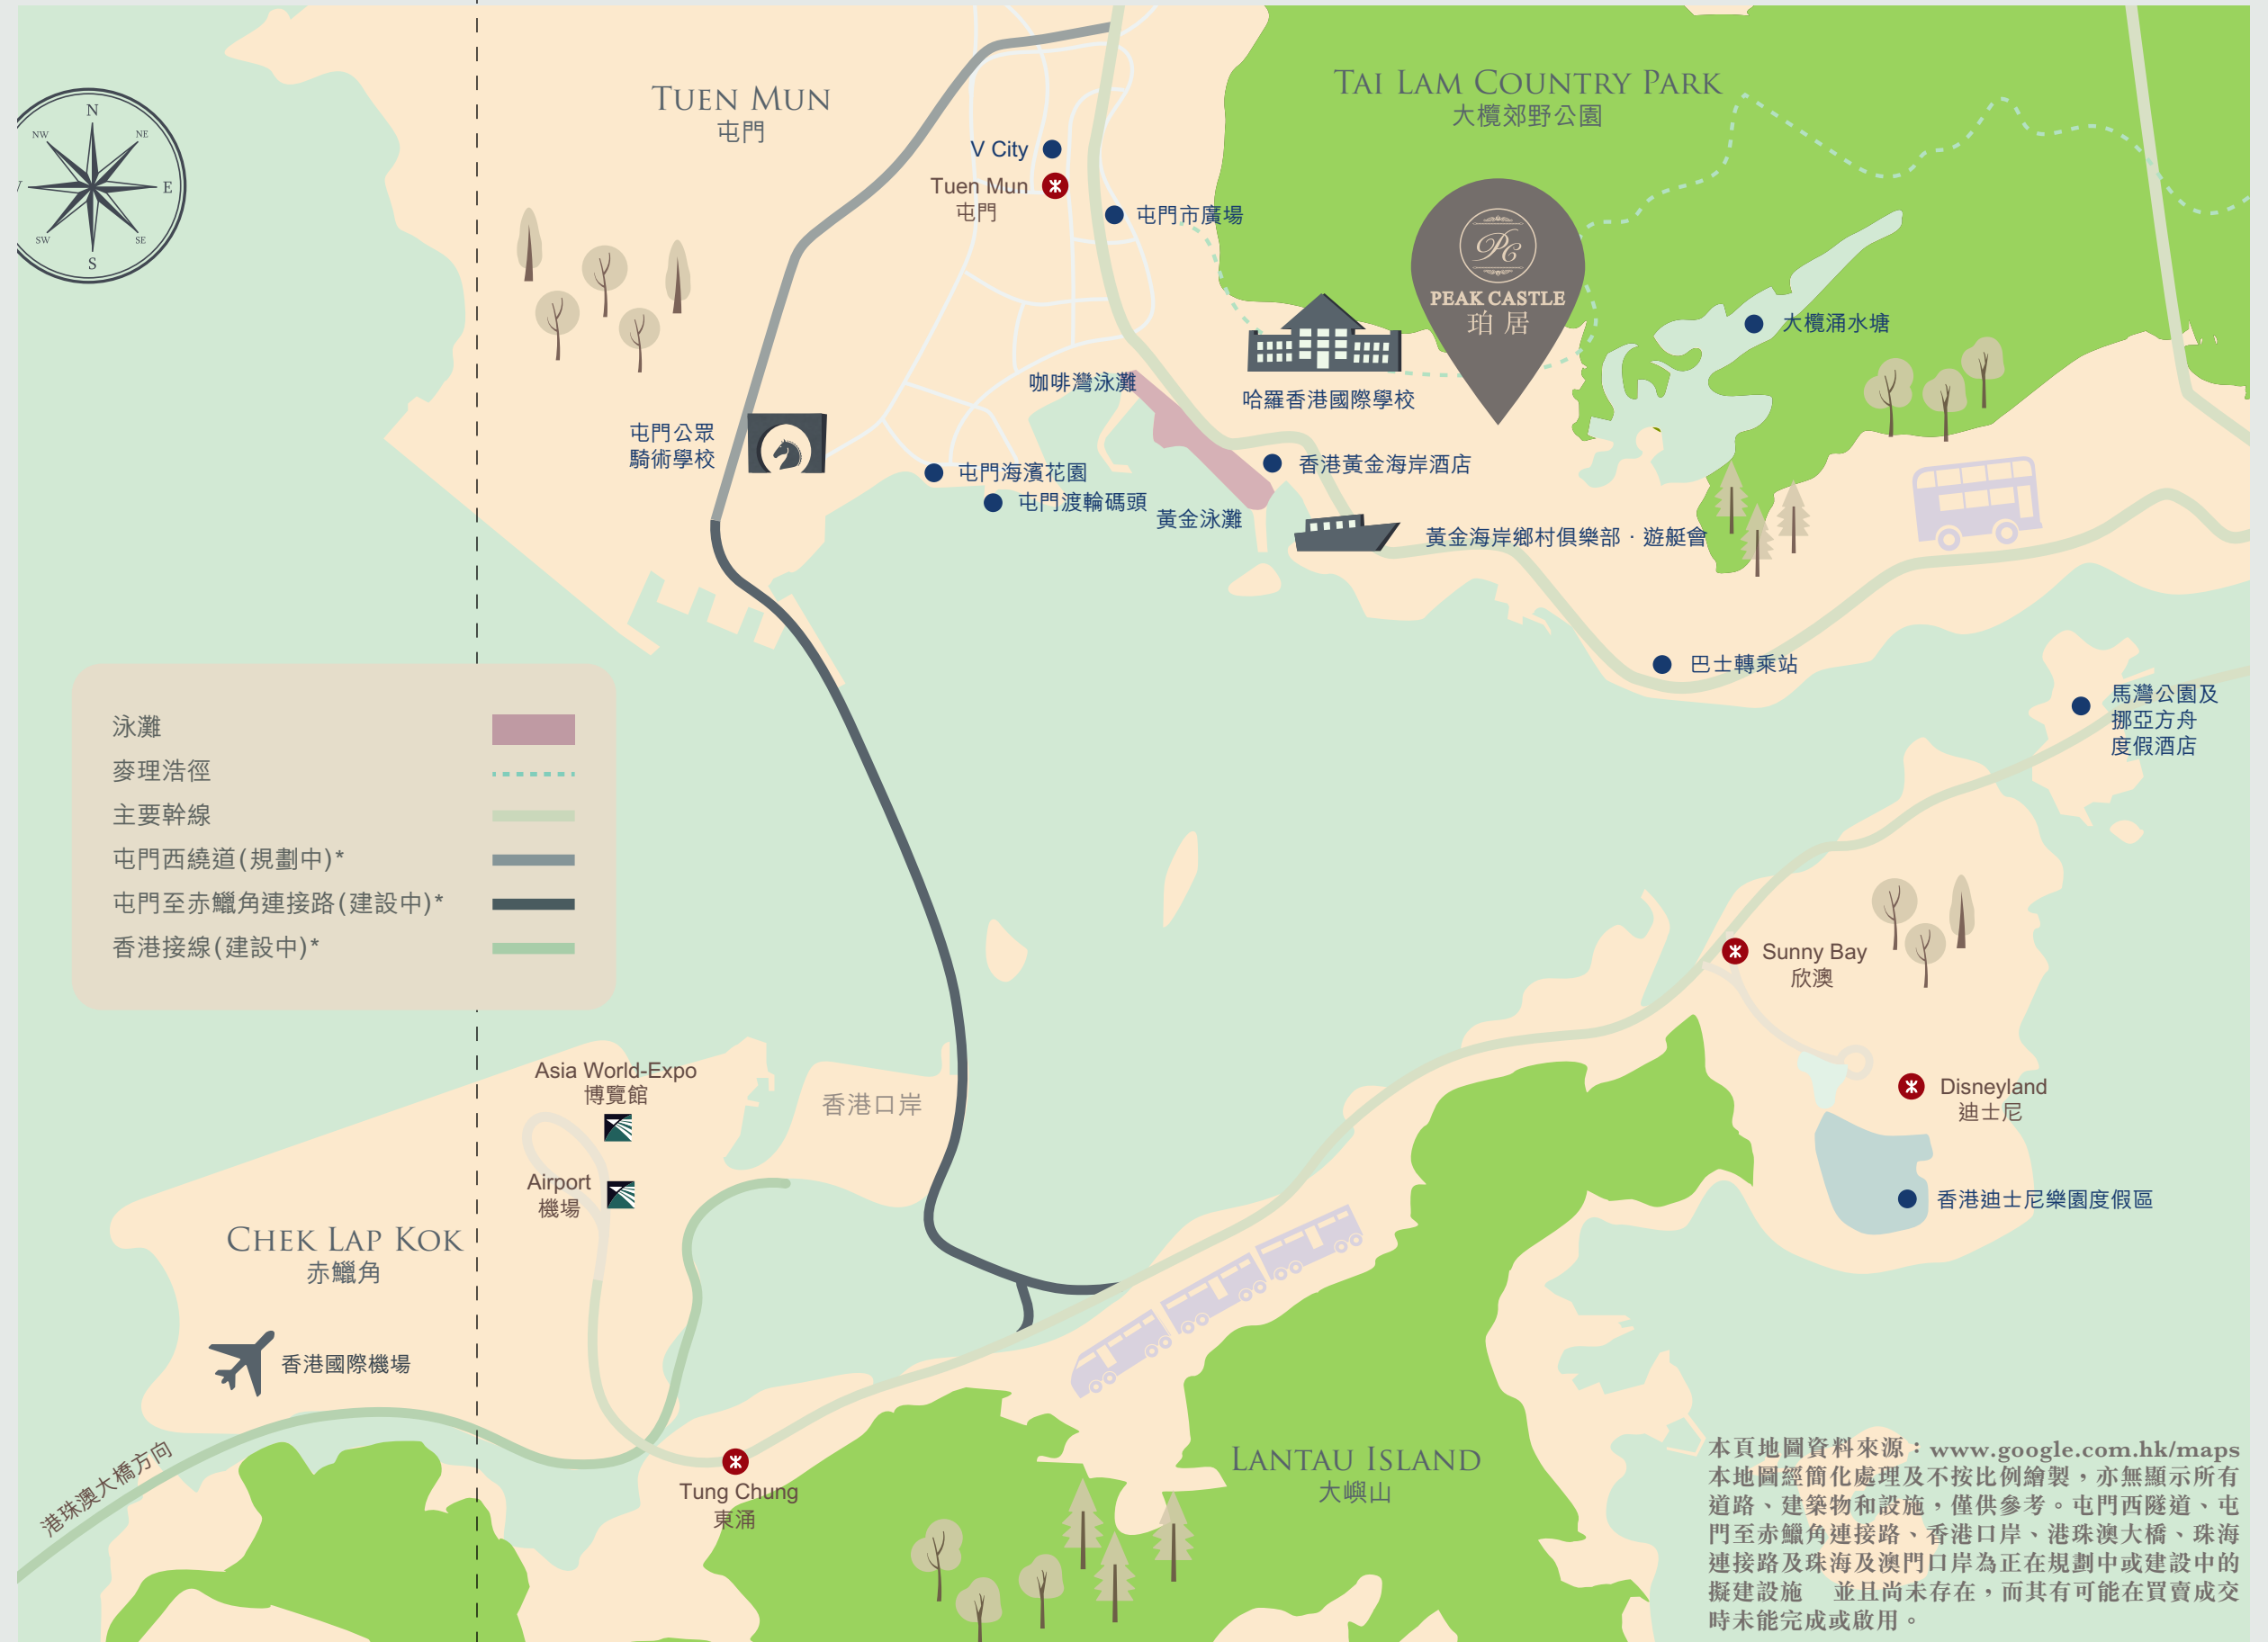 TAI LAM COUNTRY PARK
大欖郊野公園
TUEN MUN
屯門
N
NW
NE
E
SW
SE
S
V City
Tuen Mun
屯門
屯門市廣場
PC
PEAK CASTLE
珀居
大欖涌水塘
咖啡灣泳灘
哈羅香港國際學校
屯門公眾
騎術學校
屯門海濱花園
屯門渡輪碼頭
香港黃金海岸酒店
黃金泳灘
黃金海岸鄉村俱樂部．遊艇會
巴士轉乘站
馬灣公園及
挪亞方舟
度假酒店
泳灘
麥理浩徑
主要幹線
屯門西繞道(規劃中)*
屯門至赤鱲角連接路(建設中)*
香港接線(建設中)*
Sunny Bay
欣澳
Asia World-Expo
博覽館
香港口岸
Disneyland
迪士尼
Airport
機場
香港迪士尼樂園度假區
CHEK LAP KOK
赤鱲角
香港國際機場
港珠澳大橋方向
Tung Chung
東涌
LANTAU ISLAND
大嶼山
本頁地圖資料來源：www.google.com.hk/maps
本地圖經簡化處理及不按比例繪製，亦無顯示所有
道路、建築物和設施，僅供參考。屯門西隧道、屯
門至赤鱲角連接路、香港口岸、港珠澳大橋、珠海
連接路及珠海及澳門口岸為正在規劃中或建設中的
擬建設施　並且尚未存在，而其有可能在買賣成交
時未能完成或啟用。